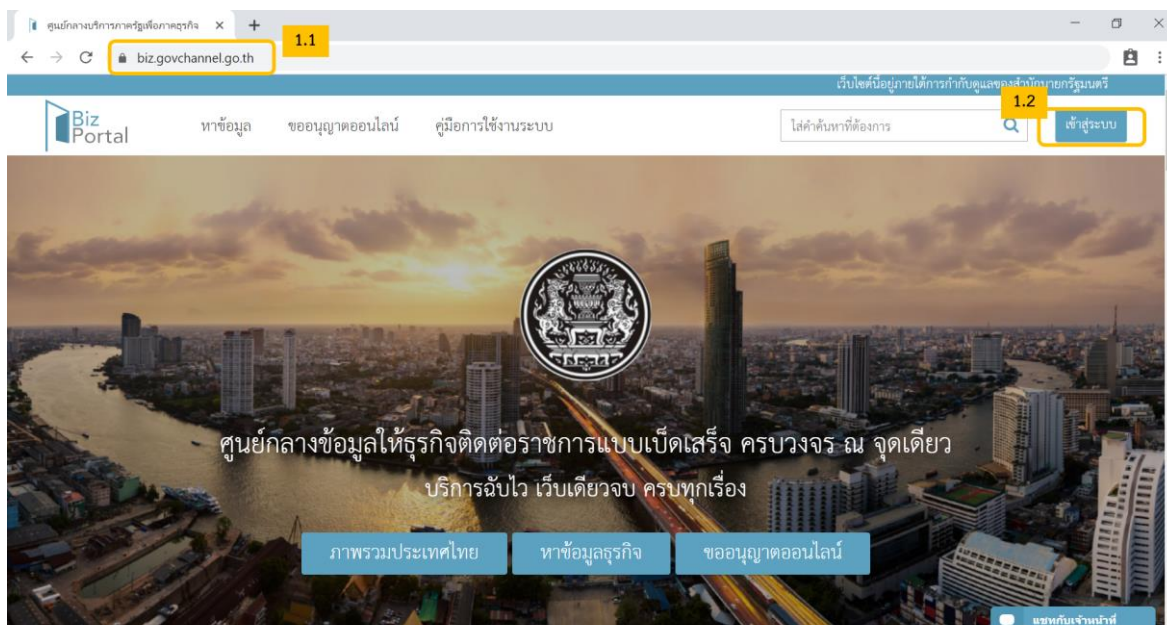 ศูนย์กลางบริการภาครัฐเพื่อภาคธุรกิจ
1.1
biz.govchannel.go.th
เว็บไซต์นี้อยู่ภายใต้การกำกับดูแลของสำนักนายกรัฐมนตรี
1.2
Biz
Portal
หาข้อมูล ขออนุญาตออนไลน์ คู่มือการใช้งานระบบ ใส่คำค้นหาที่ต้องการ เข้าสู่ระบบ
ศูนย์กลางข้อมูลให้ธุรกิจติดต่อราชการแบบเบ็ดเสร็จ ครบวงจร ณ จุดเดียว
บริการฉับไว เว็บเดียวจบ ครบทุกเรื่อง
ภาพรวมประเทศไทย หาข้อมูลธุรกิจ ขออนุญาตออนไลน์
แชทกับเจ้าหน้าที่